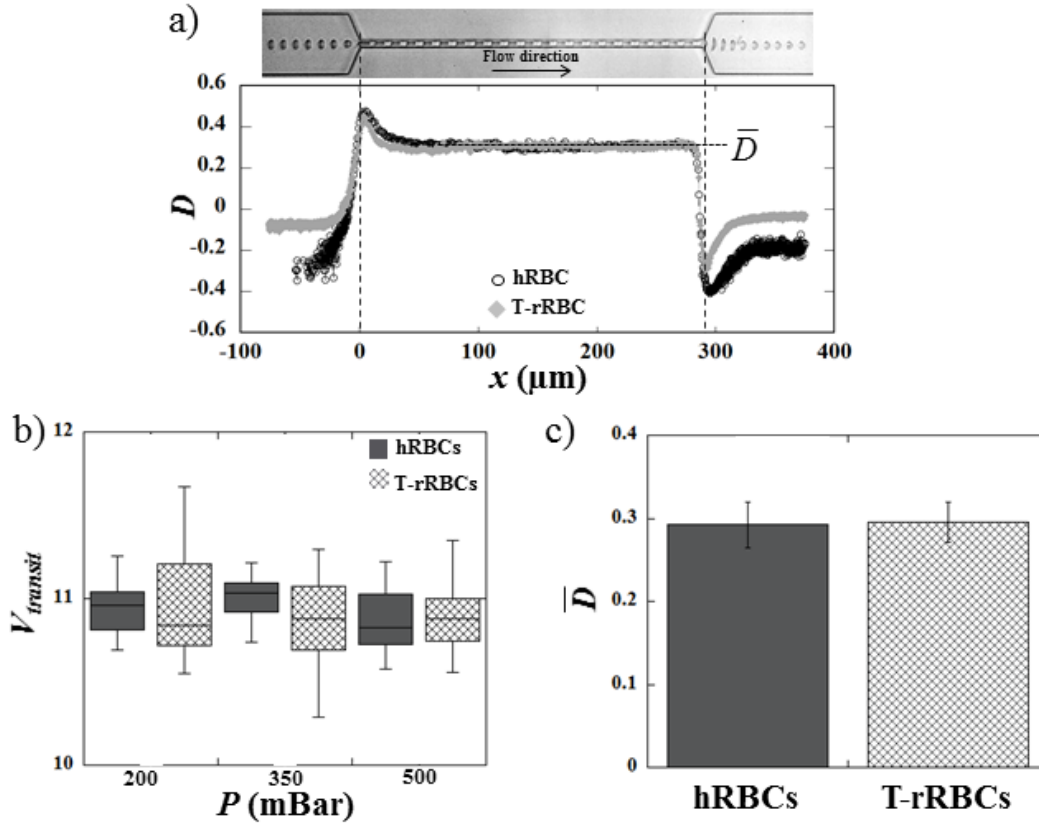 a)
Flow direction
0.6
0.4
0.2
0
-0.2
-0.4
-0.6
D
D̅
hRBC
T-rRBC
-100 0 100 200 300 400
x (μm)
b)
12
11
10
V transit
hRBCs
T-rRBCs
200 350 500
P (mBar)
c)
0.4
0.3
0.2
0.1
0
D̅
hRBCs T-rRBCs